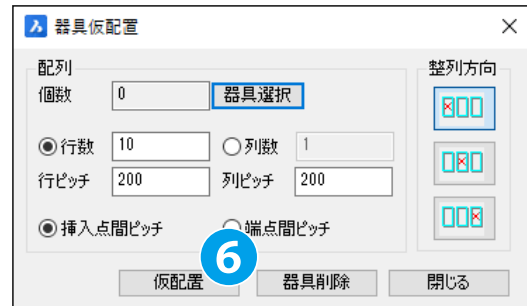 器具仮配置
配列
個数 0 器具選択
行数 10 列数 1
行ピッチ 200 列ピッチ 200
挿入点間ピッチ 端点間ピッチ
整列方向
6
仮配置 器具削除 閉じる